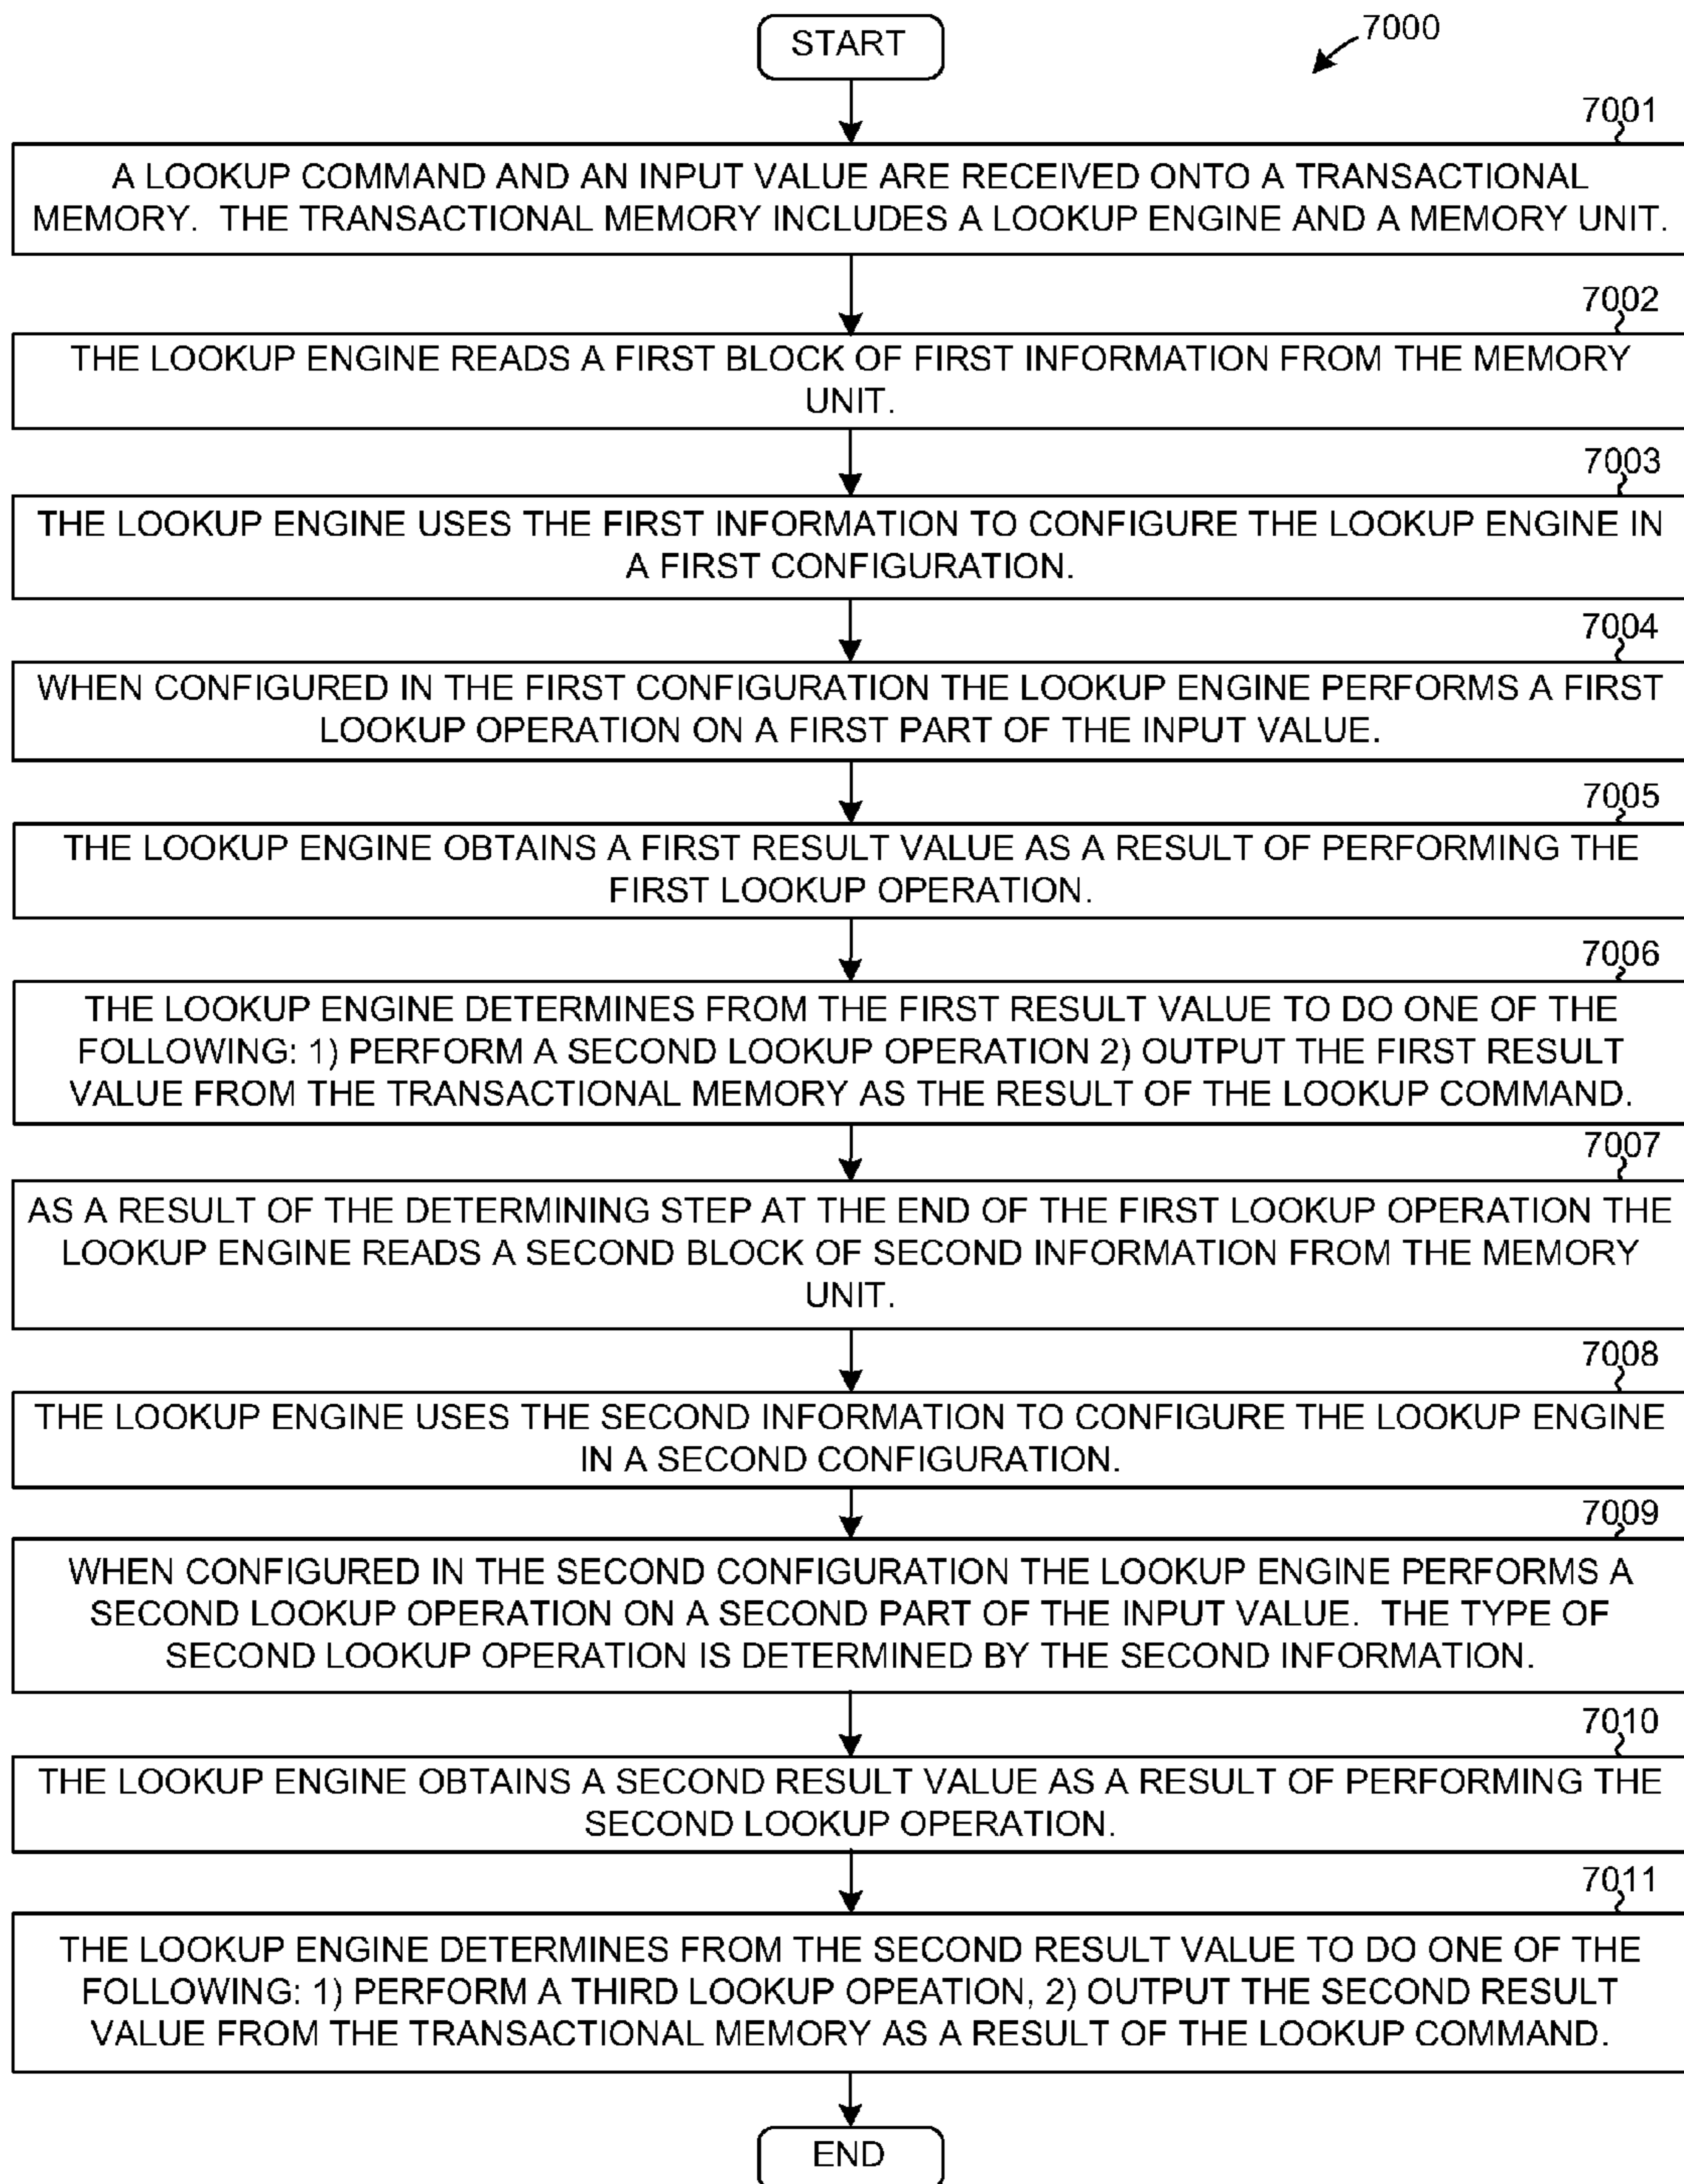 START
7000
7001
A LOOKUP COMMAND AND AN INPUT VALUE ARE RECEIVED ONTO A TRANSACTIONAL
MEMORY. THE TRANSACTIONAL MEMORY INCLUDES A LOOKUP ENGINE AND A MEMORY UNIT.
7002
THE LOOKUP ENGINE READS A FIRST BLOCK OF FIRST INFORMATION FROM THE MEMORY
UNIT.
7003
THE LOOKUP ENGINE USES THE FIRST INFORMATION TO CONFIGURE THE LOOKUP ENGINE IN
A FIRST CONFIGURATION.
7004
WHEN CONFIGURED IN THE FIRST CONFIGURATION THE LOOKUP ENGINE PERFORMS A FIRST
LOOKUP OPERATION ON A FIRST PART OF THE INPUT VALUE.
7005
THE LOOKUP ENGINE OBTAINS A FIRST RESULT VALUE AS A RESULT OF PERFORMING THE
FIRST LOOKUP OPERATION.
7006
THE LOOKUP ENGINE DETERMINES FROM THE FIRST RESULT VALUE TO DO ONE OF THE
FOLLOWING: 1) PERFORM A SECOND LOOKUP OPERATION 2) OUTPUT THE FIRST RESULT
VALUE FROM THE TRANSACTIONAL MEMORY AS THE RESULT OF THE LOOKUP COMMAND.
7007
AS A RESULT OF THE DETERMINING STEP AT THE END OF THE FIRST LOOKUP OPERATION THE
LOOKUP ENGINE READS A SECOND BLOCK OF SECOND INFORMATION FROM THE MEMORY
UNIT.
7008
THE LOOKUP ENGINE USES THE SECOND INFORMATION TO CONFIGURE THE LOOKUP ENGINE
IN A SECOND CONFIGURATION.
7009
WHEN CONFIGURED IN THE SECOND CONFIGURATION THE LOOKUP ENGINE PERFORMS A
SECOND LOOKUP OPERATION ON A SECOND PART OF THE INPUT VALUE. THE TYPE OF
SECOND LOOKUP OPERATION IS DETERMINED BY THE SECOND INFORMATION.
7010
THE LOOKUP ENGINE OBTAINS A SECOND RESULT VALUE AS A RESULT OF PERFORMING THE
SECOND LOOKUP OPERATION.
7011
THE LOOKUP ENGINE DETERMINES FROM THE SECOND RESULT VALUE TO DO ONE OF THE
FOLLOWING: 1) PERFORM A THIRD LOOKUP OPEATION, 2) OUTPUT THE SECOND RESULT
VALUE FROM THE TRANSACTIONAL MEMORY AS A RESULT OF THE LOOKUP COMMAND.
END